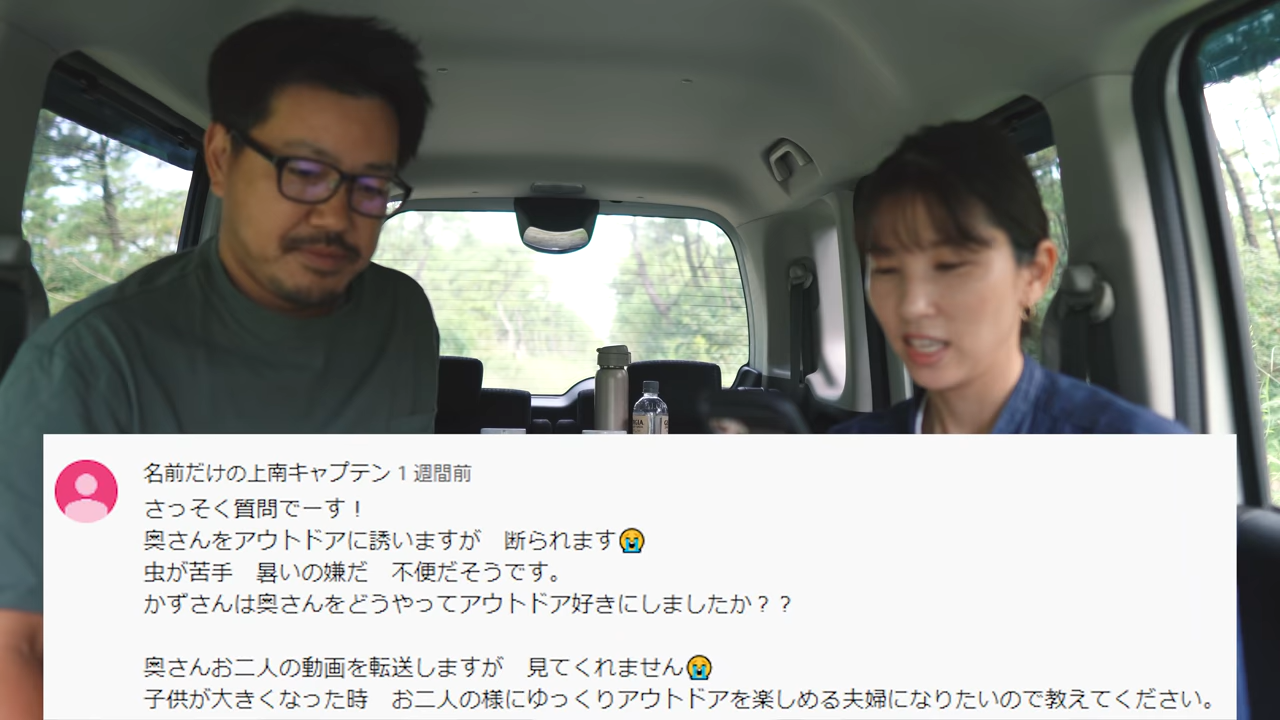 名前だけの上南キャプテン 1 週間前
さっそく質問でーす！
奥さんをアウトドアに誘いますが　断られます😭
虫が苦手　暑いの嫌だ　不便だそうです。
かずさんは奥さんをどうやってアウトドア好きにしましたか？？
奥さんお二人の動画を転送しますが　見てくれません😭
子供が大きくなった時　お二人の様にゆっくりアウトドアを楽しめる夫婦になりたいので教えてください。